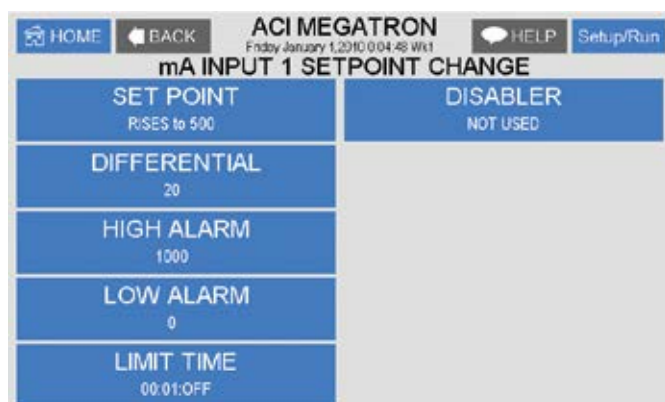 HOME
BACK
ACI MEGATRON
Friday January 1,2010 0:04:48 Wk1
HELP
Setup/Run
mA INPUT 1 SETPOINT CHANGE
SET POINT
RISES to 500
DISABLER
NOT USED
DIFFERENTIAL
20
HIGH ALARM
1000
LOW ALARM
0
LIMIT TIME
00:01:OFF